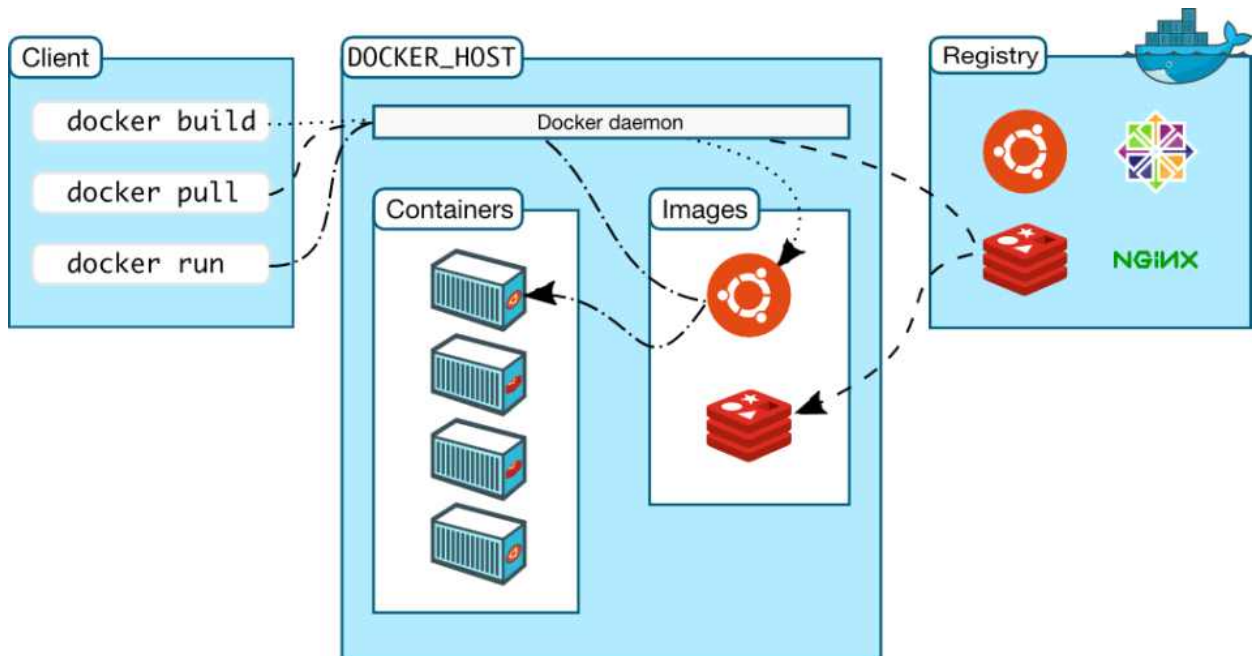 Client
docker build
docker pull
docker run
DOCKER_HOST
Docker daemon
Containers
Images
Registry
NGINX